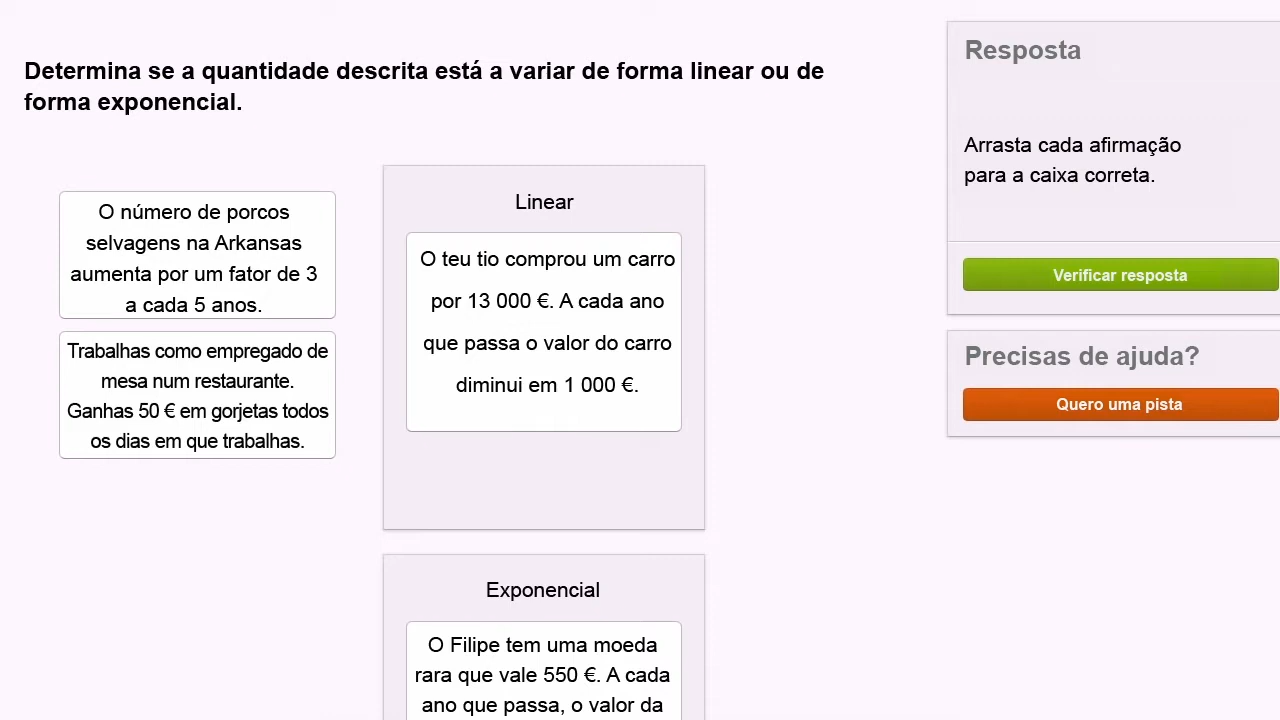 Determina se a quantidade descrita está a variar de forma linear ou de
forma exponencial.
O número de porcos
selvagens na Arkansas
aumenta por um fator de 3
a cada 5 anos.
Trabalhas como empregado de
mesa num restaurante.
Ganhas 50 € em gorjetas todos
os dias em que trabalhas.
Linear
O teu tio comprou um carro
por 13 000 €. A cada ano
que passa o valor do carro
diminui em 1 000 €.
Exponencial
O Filipe tem uma moeda
rara que vale 550 €. A cada
ano que passa, o valor da
Resposta
Arrasta cada afirmação
para a caixa correta.
Verificar resposta
Precisas de ajuda?
Quero uma pista